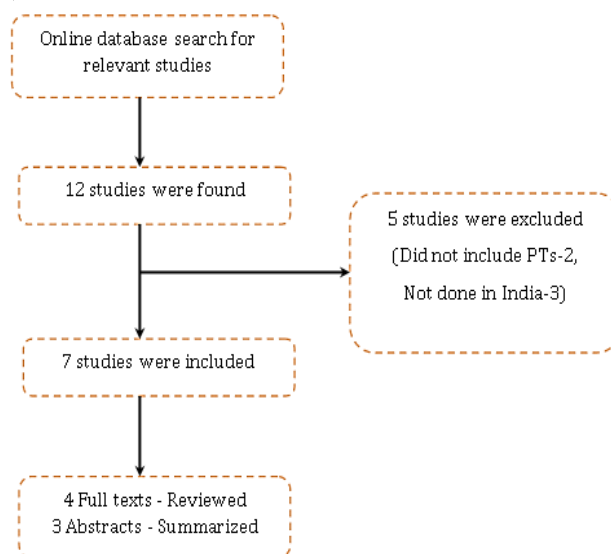 Online database search for
relevant studies
12 studies were found
5 studies were excluded
(Did not include PTs-2,
Not done in India-3)
7 studies were included
4 Full texts - Reviewed
3 Abstracts - Summarized